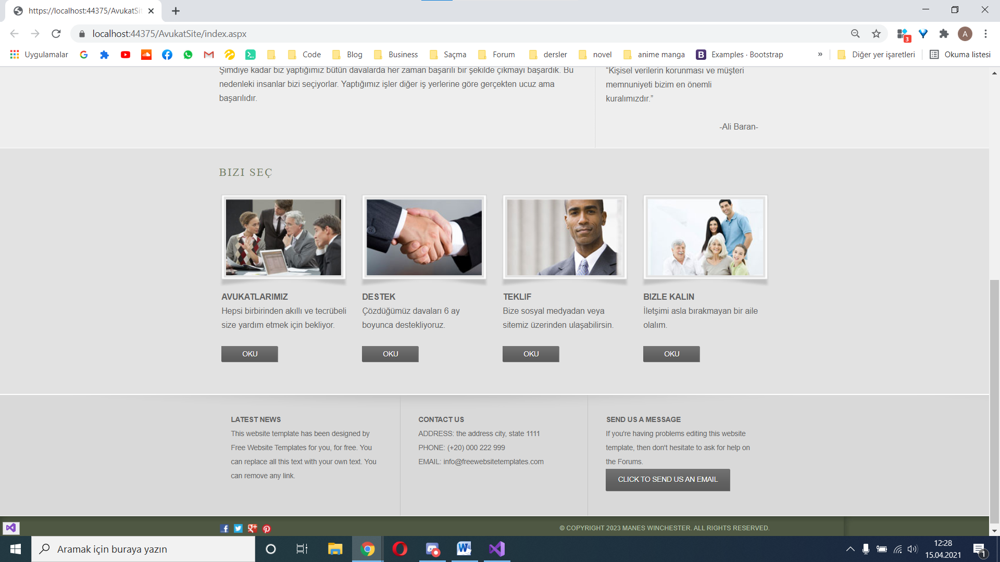 https://localhost:44375/AvukatSit
localhost:44375/AvukatSite/index.aspx
3
A
Uygulamalar
Code
Blog
Business
Saçma
Forum
dersler
novel
anime manga
B
Examples · Bootstrap
»
Diğer yer işaretleri
Okuma listesi
Şimdiye kadar biz yaptığımız bütün davalarda her zaman başarılı bir şekilde çıkmayı başardık. Bu
nedenleki insanlar bizi seçiyorlar. Yaptığımız işler diğer iş yerlerine göre gerçekten ucuz ama
başarılıdır.
“Kişisel verilerin korunması ve müşteri
memnuniyeti bizim en önemli
kuralımızdır.”
-Ali Baran-
BIZI SEÇ
AVUKATLARIMIZ
Hepsi birbirinden akıllı ve tecrübeli
size yardım etmek için bekliyor.
OKU
DESTEK
Çözdüğümüz davaları 6 ay
boyunca destekliyoruz.
OKU
TEKLIF
Bize sosyal medyadan veya
sitemiz üzerinden ulaşabilirsin.
OKU
BIZLE KALIN
İletşimi asla bırakmayan bir aile
olalım.
OKU
LATEST NEWS
This website template has been designed by
Free Website Templates for you, for free. You
can replace all this text with your own text. You
can remove any link.
CONTACT US
ADDRESS: the address city, state 1111
PHONE: (+20) 000 222 999
EMAIL: info@freewebsitetemplates.com
SEND US A MESSAGE
If you're having problems editing this website
template, then don't hesitate to ask for help on
the Forums.
CLICK TO SEND US AN EMAIL
© COPYRIGHT 2023 MANES WINCHESTER. ALL RIGHTS RESERVED.
Aramak için buraya yazın
12:28
15.04.2021
1